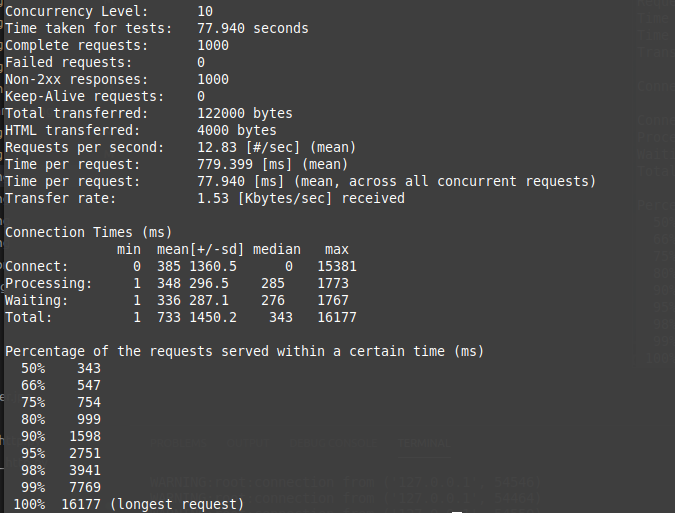 Concurrency Level:      10
Time taken for tests:   77.940 seconds
Complete requests:      1000
Failed requests:        0
Non-2xx responses:      1000
Keep-Alive requests:    0
Total transferred:      122000 bytes
HTML transferred:       4000 bytes
Requests per second:    12.83 [#/sec] (mean)
Time per request:       779.399 [ms] (mean)
Time per request:       77.940 [ms] (mean, across all concurrent requests)
Transfer rate:          1.53 [Kbytes/sec] received
Connection Times (ms)
              min  mean[+/-sd] median   max
Connect:        0  385 1360.5      0   15381
Processing:     1  348 296.5    285    1773
Waiting:        1  336 287.1    276    1767
Total:          1  733 1450.2    343   16177
Percentage of the requests served within a certain time (ms)
  50%    343
  66%    547
  75%    754
  80%    999
  90%   1598
  95%   2751
  98%   3941
  99%   7769
 100%  16177 (longest request)